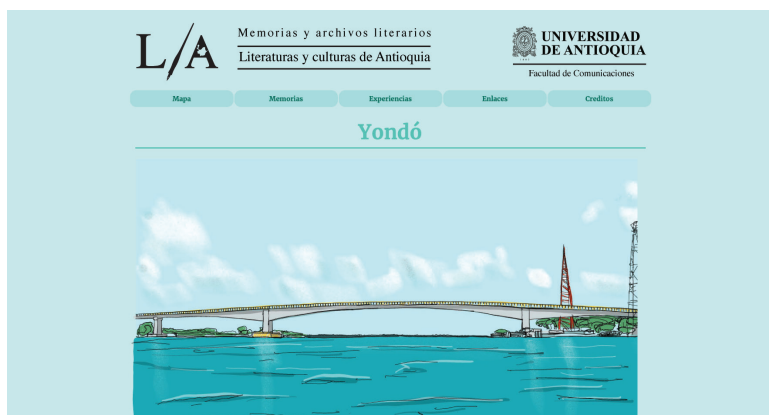 L/A
Memorias y archivos literarios
Literaturas y culturas de Antioquia
UNIVERSIDAD
DE ANTIOQUIA
Facultad de Comunicaciones
Mapa
Memorias
Experiencias
Enlaces
Creditos
Yondó